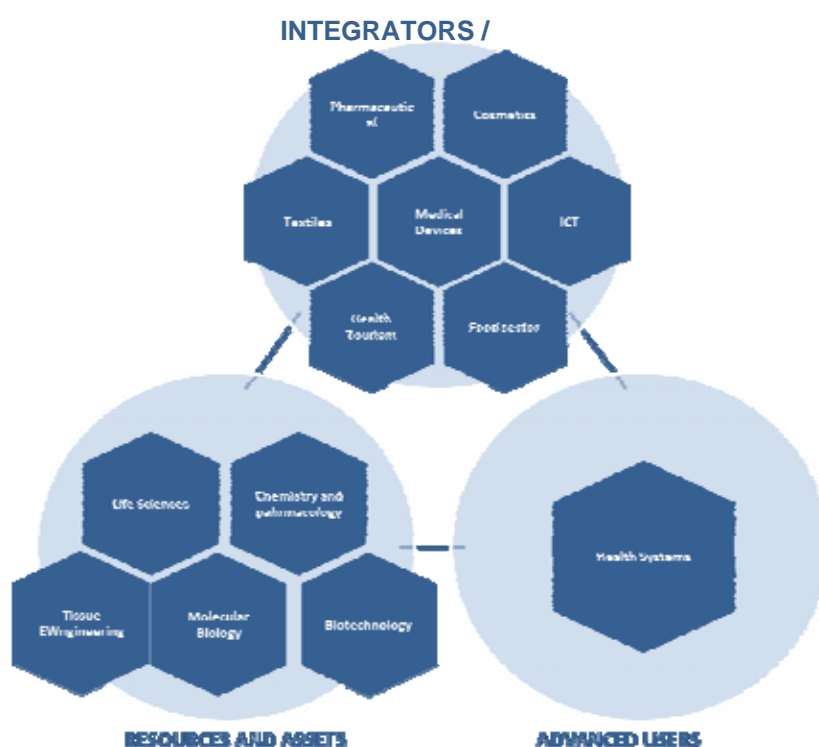 INTEGRATORS /
Pharmaceutic
al
Cosmetics
Textiles
Medical
Devices
ICT
Health
Tourism
Food sector
Life Sciences
Chemistry and
pahrmacology
Health Systems
Tissue
EWngineering
Molecular
Biology
Biotechnology
RESOURCES AND ASSETS
ADVANCED USERS